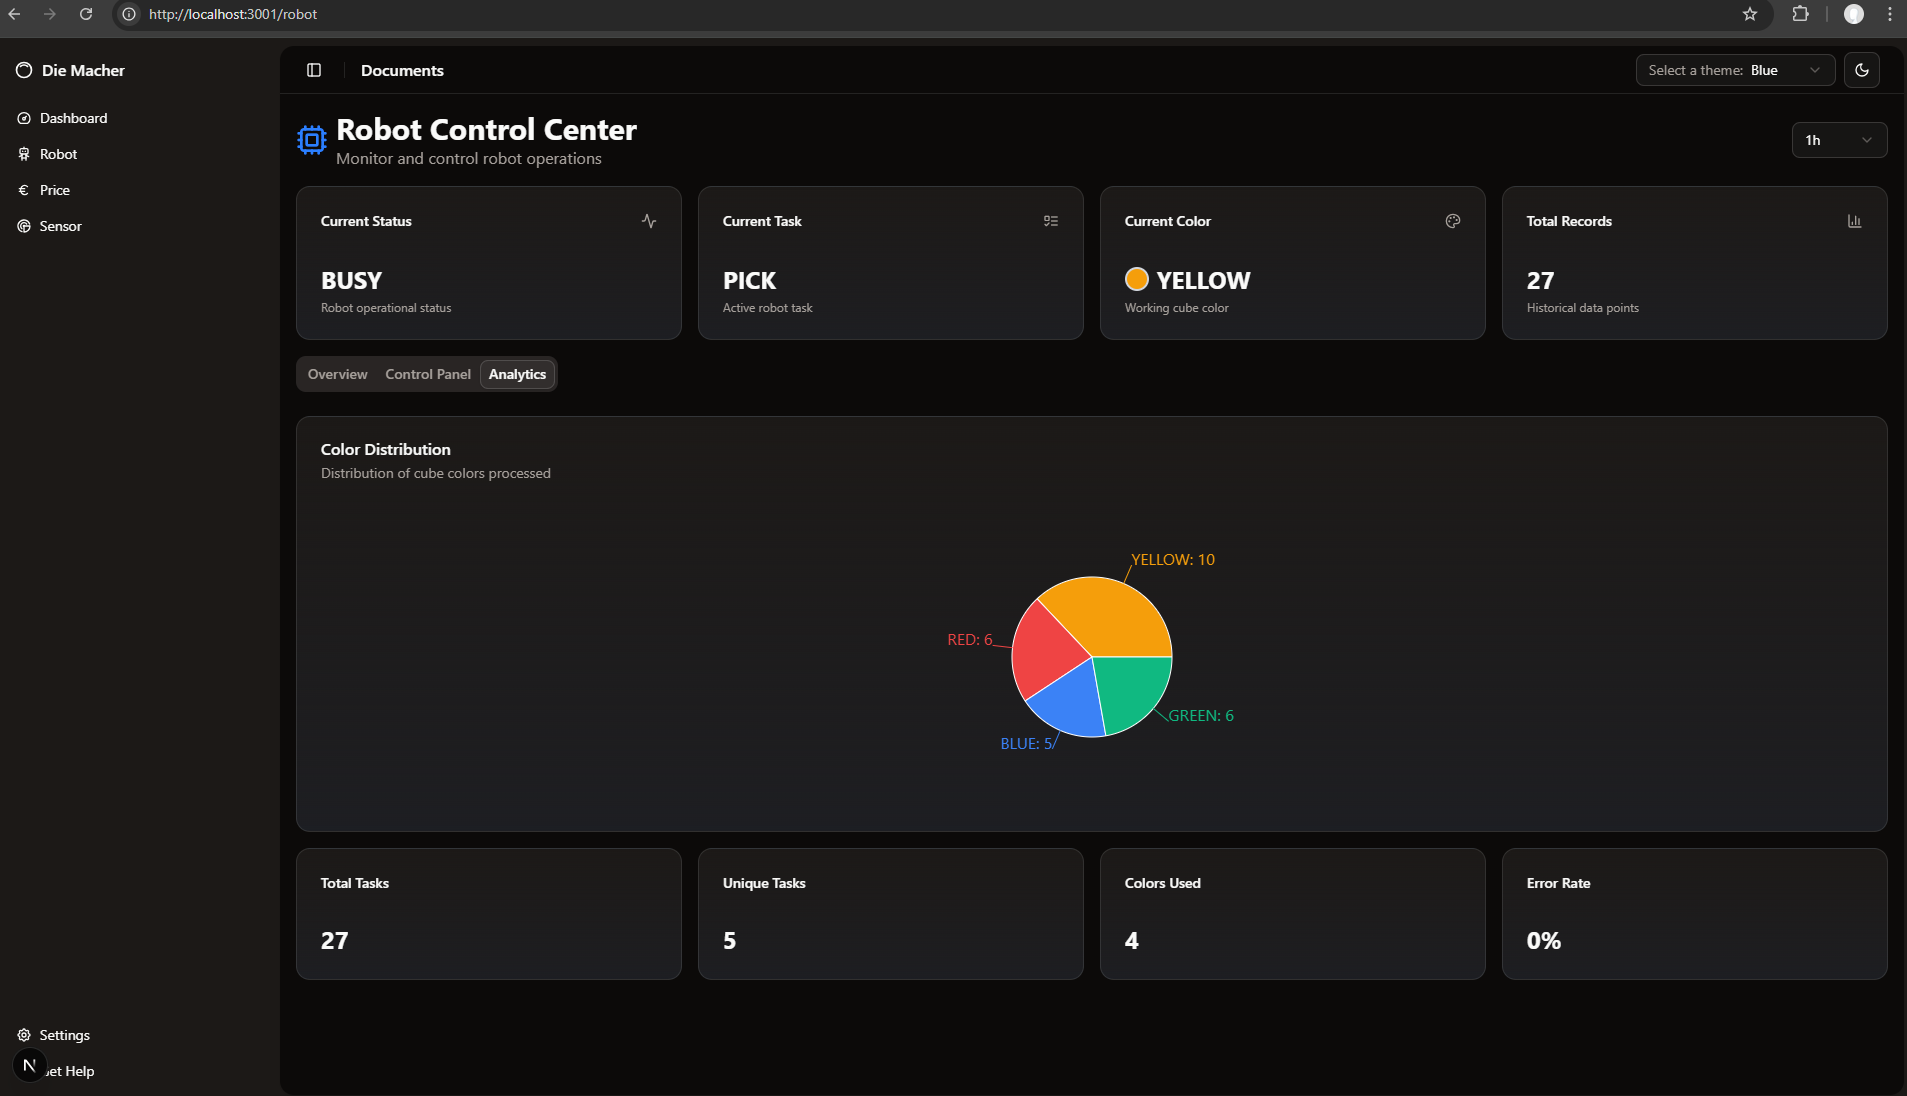 http://localhost:3001/robot
Die Macher
Documents
Select a theme: Blue
Dashboard
Robot
Price
Sensor
Robot Control Center
Monitor and control robot operations
1h
Current Status
BUSY
Robot operational status
Current Task
PICK
Active robot task
Current Color
YELLOW
Working cube color
Total Records
27
Historical data points
Overview
Control Panel
Analytics
Color Distribution
Distribution of cube colors processed
YELLOW: 10
RED: 6
GREEN: 6
BLUE: 5
Total Tasks
27
Unique Tasks
5
Colors Used
4
Error Rate
0%
Settings
N
et Help